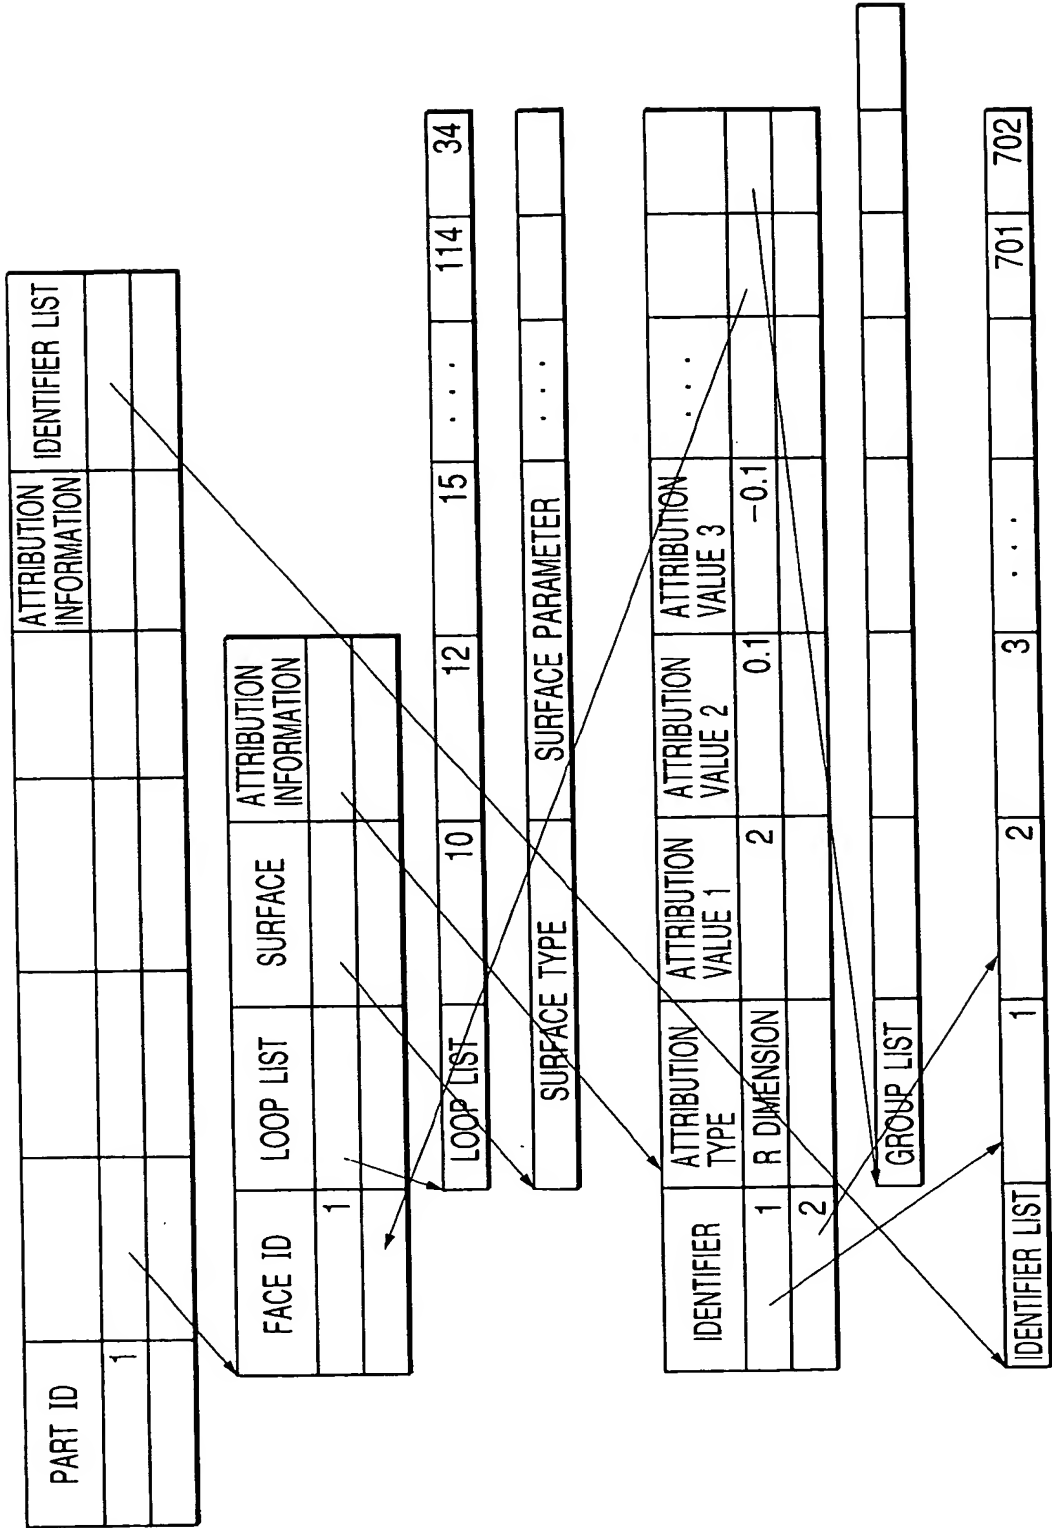 PART ID ATTRIBUTION INFORMATION IDENTIFIER LIST
1
FACE ID LOOP LIST SURFACE ATTRIBUTION INFORMATION
1
LOOP LIST 10 12 15 . . . 114 34
SURFACE TYPE SURFACE PARAMETER . . .
IDENTIFIER ATTRIBUTION TYPE ATTRIBUTION VALUE 1 ATTRIBUTION VALUE 2 ATTRIBUTION VALUE 3 . . .
1 R DIMENSION 2 0.1 −0.1
2
GROUP LIST
IDENTIFIER LIST 1 2 3 . . . 701 702